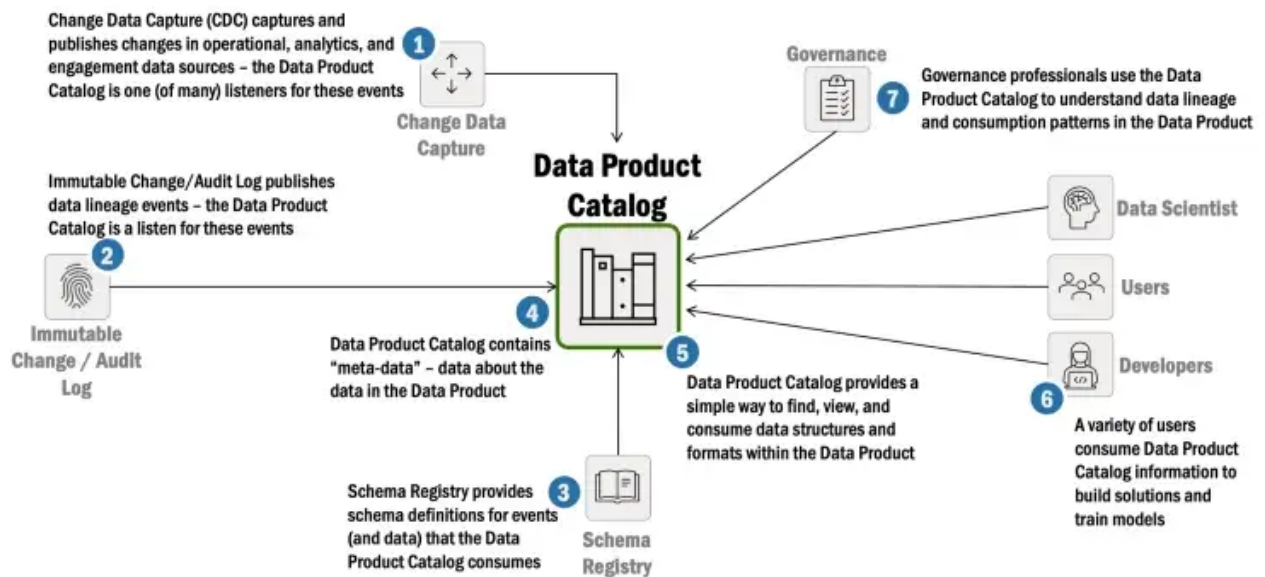 Change Data Capture (CDC) captures and
publishes changes in operational, analytics, and
engagement data sources – the Data Product
Catalog is one (of many) listeners for these events
1
Change Data
Capture
Governance
7
Governance professionals use the Data
Product Catalog to understand data lineage
and consumption patterns in the Data Product
Data Product
Catalog
Immutable Change/Audit Log publishes
data lineage events – the Data Product
Catalog is a listen for these events
2
Immutable
Change / Audit
Log
Data Scientist
Users
Developers
4
Data Product Catalog contains
“meta-data” – data about the
data in the Data Product
5
Data Product Catalog provides a
simple way to find, view, and
consume data structures and
formats within the Data Product
6
A variety of users
consume Data Product
Catalog information to
build solutions and
train models
Schema Registry provides
schema definitions for events
(and data) that the Data
Product Catalog consumes
3
Schema
Registry